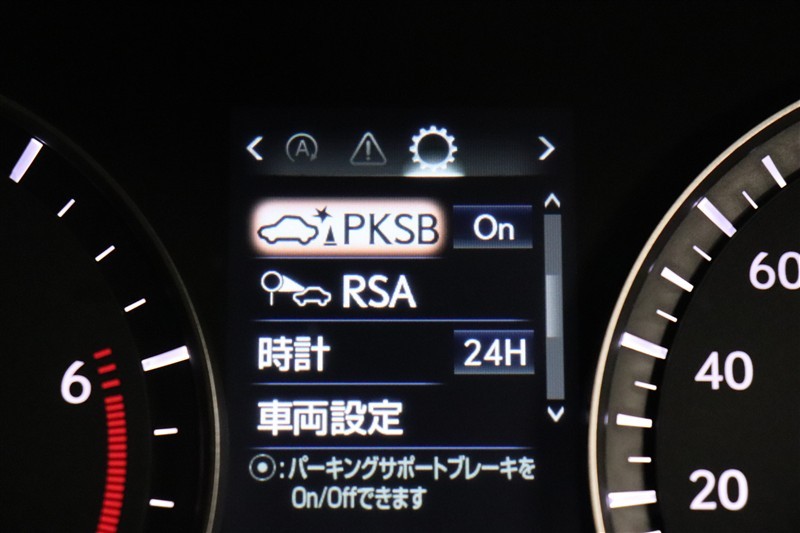 PKSB On
RSA
時計 24H
車両設定
:パーキングサポートブレーキを
On/Offできます
6
60
40
20
A